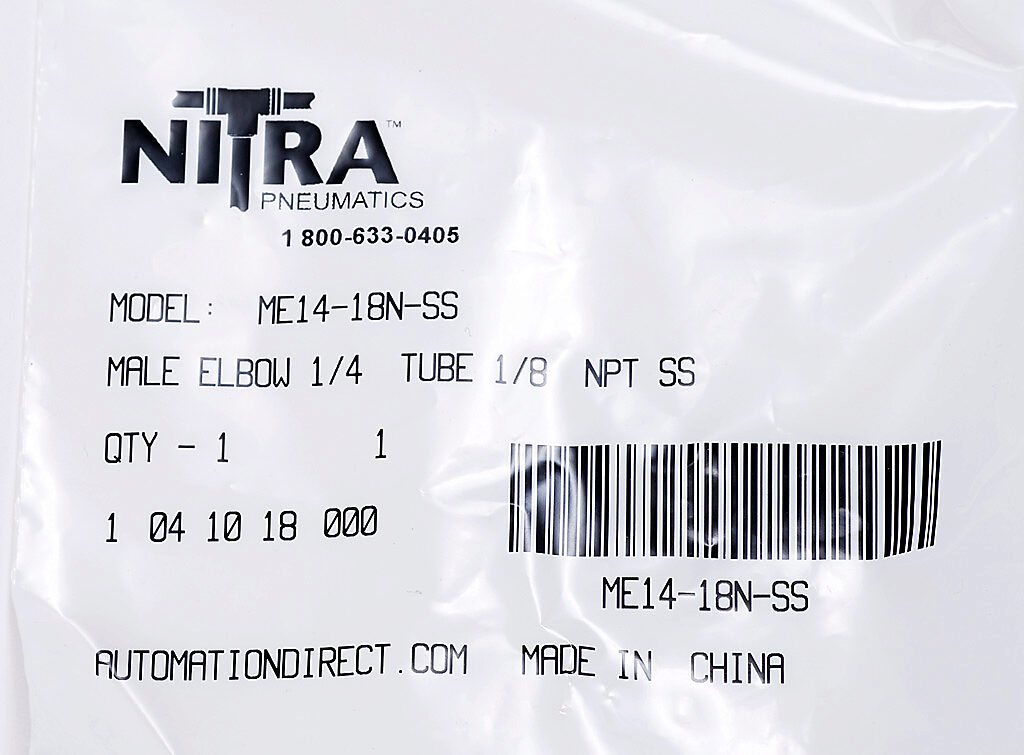 NITRA™
PNEUMATICS
1 800-633-0405
MODEL: ME14-18N-SS
MALE ELBOW 1/4 TUBE 1/8 NPT SS
QTY - 1 1
1 04 10 18 000
ME14-18N-SS
AUTOMATIONDIRECT.COM MADE IN CHINA